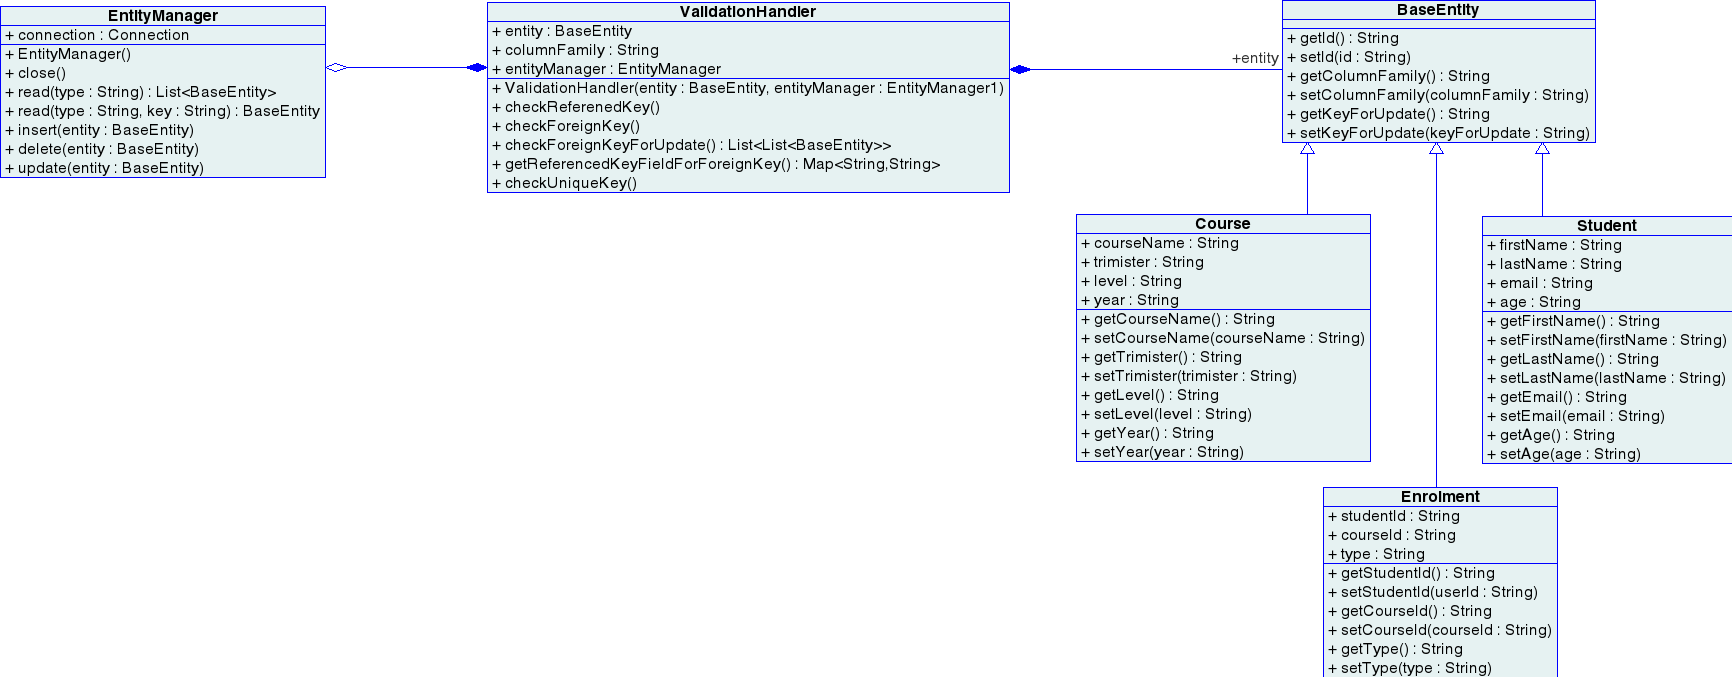 EntityManager
+ connection : Connection
+ EntityManager()
+ close()
+ read(type : String) : List<BaseEntity>
+ read(type : String, key : String) : BaseEntity
+ insert(entity : BaseEntity)
+ delete(entity : BaseEntity)
+ update(entity : BaseEntity)
ValidationHandler
+ entity : BaseEntity
+ columnFamily : String
+ entityManager : EntityManager
+ ValidationHandler(entity : BaseEntity, entityManager : EntityManager1)
+ checkReferenedKey()
+ checkForeignKey()
+ checkForeignKeyForUpdate() : List<List<BaseEntity>>
+ getReferencedKeyFieldForForeignKey() : Map<String,String>
+ checkUniqueKey()
+entity
BaseEntity
+ getId() : String
+ setId(id : String)
+ getColumnFamily() : String
+ setColumnFamily(columnFamily : String)
+ getKeyForUpdate() : String
+ setKeyForUpdate(keyForUpdate : String)
Course
+ courseName : String
+ trimister : String
+ level : String
+ year : String
+ getCourseName() : String
+ setCourseName(courseName : String)
+ getTrimister() : String
+ setTrimister(trimister : String)
+ getLevel() : String
+ setLevel(level : String)
+ getYear() : String
+ setYear(year : String)
Student
+ firstName : String
+ lastName : String
+ email : String
+ age : String
+ getFirstName() : String
+ setFirstName(firstName : String)
+ getLastName() : String
+ setLastName(lastName : String)
+ getEmail() : String
+ setEmail(email : String)
+ getAge() : String
+ setAge(age : String)
Enrolment
+ studentId : String
+ courseId : String
+ type : String
+ getStudentId() : String
+ setStudentId(userId : String)
+ getCourseId() : String
+ setCourseId(courseId : String)
+ getType() : String
+ setType(type : String)